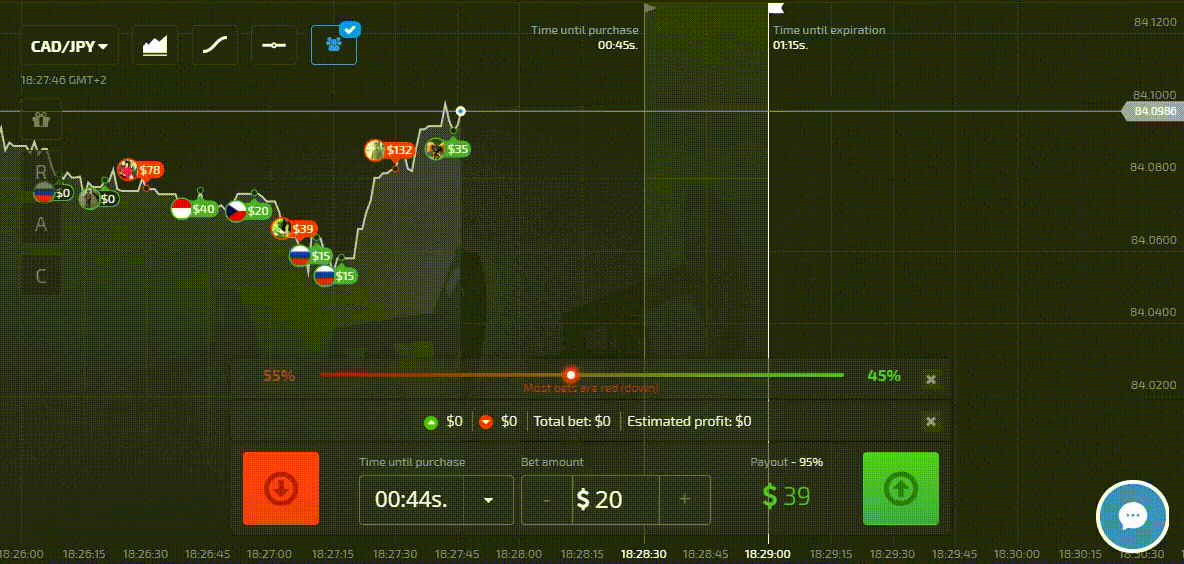 84.1200
Time until purchase
00:45s.
Time until expiration
01:15s.
CAD/JPY
18:27:46 GMT+2
84.1000
84.0986
$132
$35
R
$78
84.0800
$0
$0
$40
$20
A
$39
84.0600
$15
$15
C
84.0400
55%
45%
Most bets are red (down)
84.0200
$0
$0
Total bet: $0
Estimated profit: $0
Time until purchase
Bet amount
Payout - 95%
00:44s.
-
$ 20
+
$ 39
18:26:00
18:26:15
18:26:30
18:26:45
18:27:00
18:27:15
18:27:30
18:27:45
18:28:00
18:28:15
18:28:30
18:28:45
18:29:00
18:29:15
18:29:30
18:29:45
18:30:00
18:30:15
18:30:30